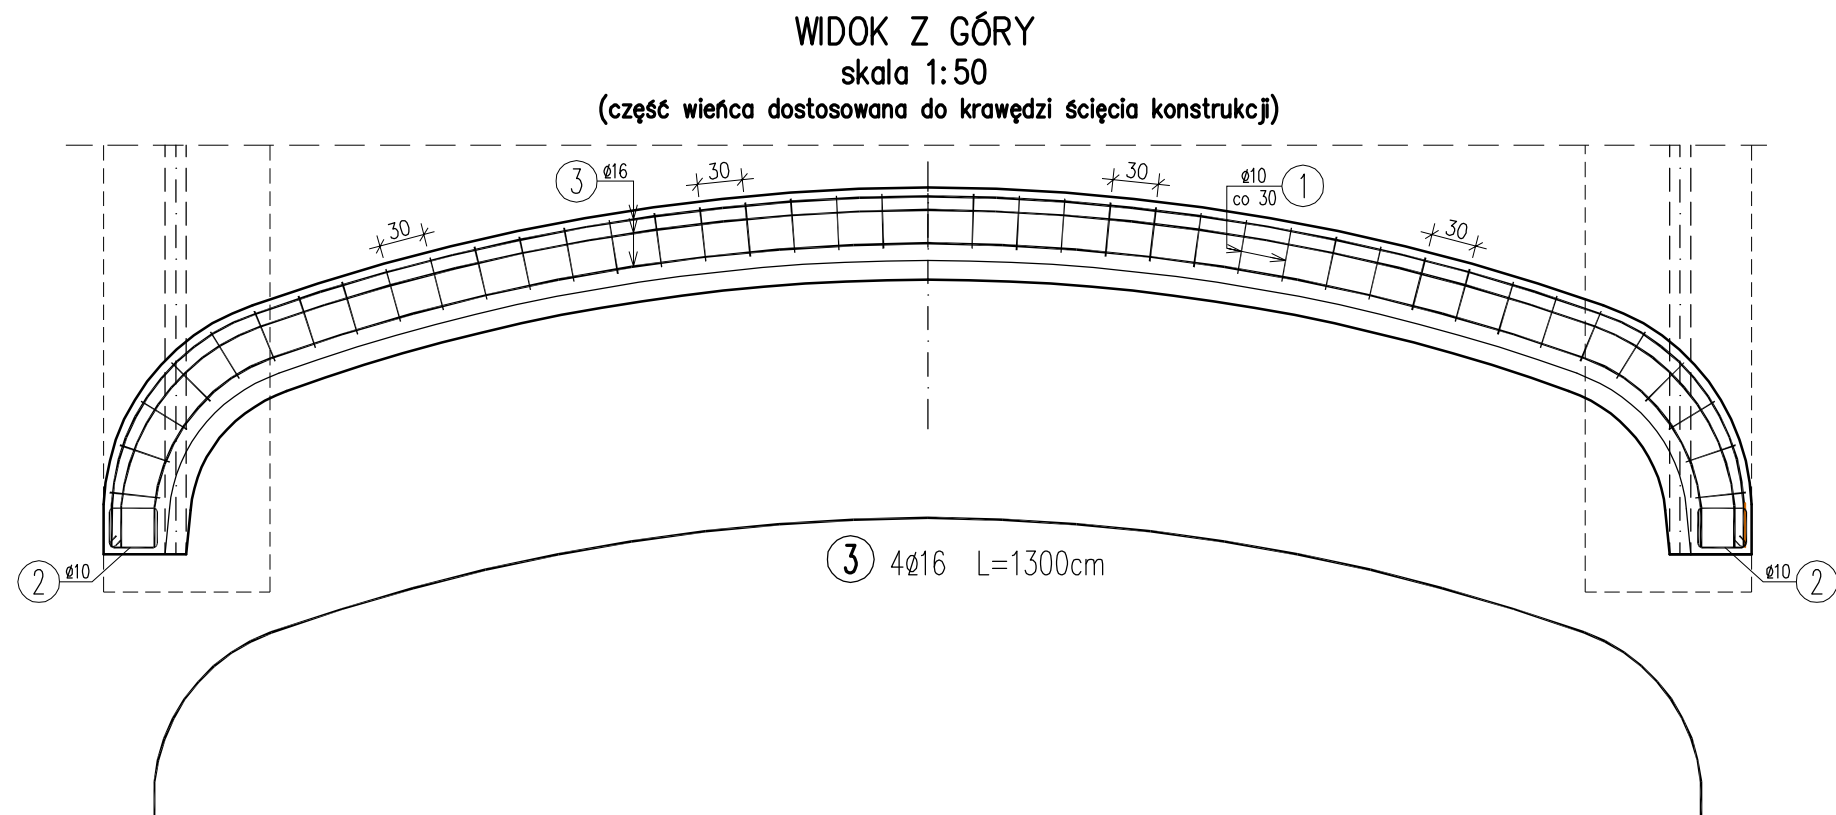 WIDOK Z GÓRY
skala 1:50
(część wieńca dostosowana do krawędzi ścięcia konstrukcji)
3 ø16
30
30
ø10 1
co 30
30
30
2 ø10
3 4ø16 L=1300cm
ø10 2